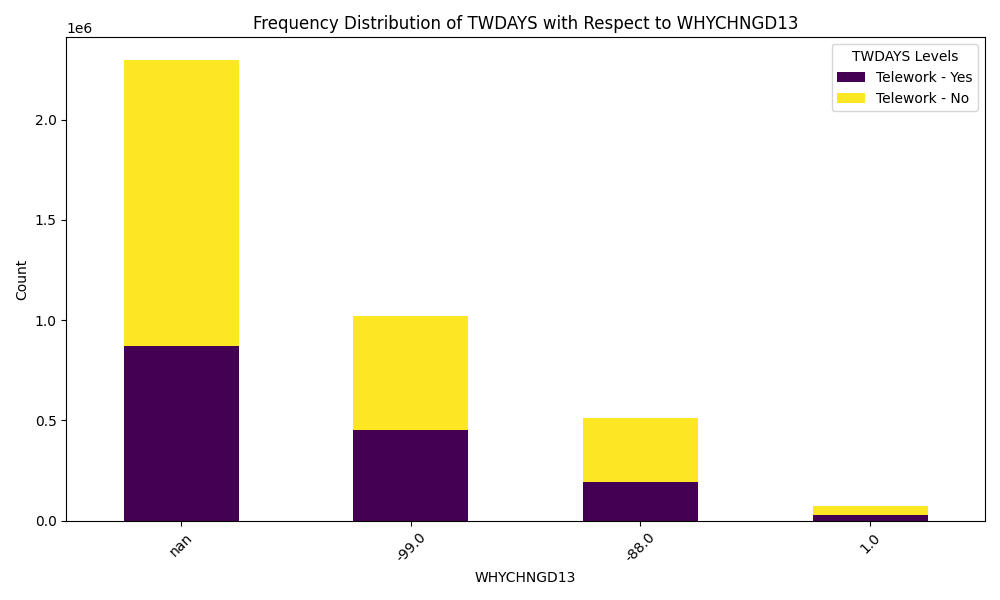 Frequency Distribution of TWDAYS with Respect to WHYCHNGD13
1e6
TWDAYS Levels
Telework - Yes
Telework - No
2.0
1.5
1.0
0.5
0.0
Count
nan
-99.0
-88.0
1.0
WHYCHNGD13